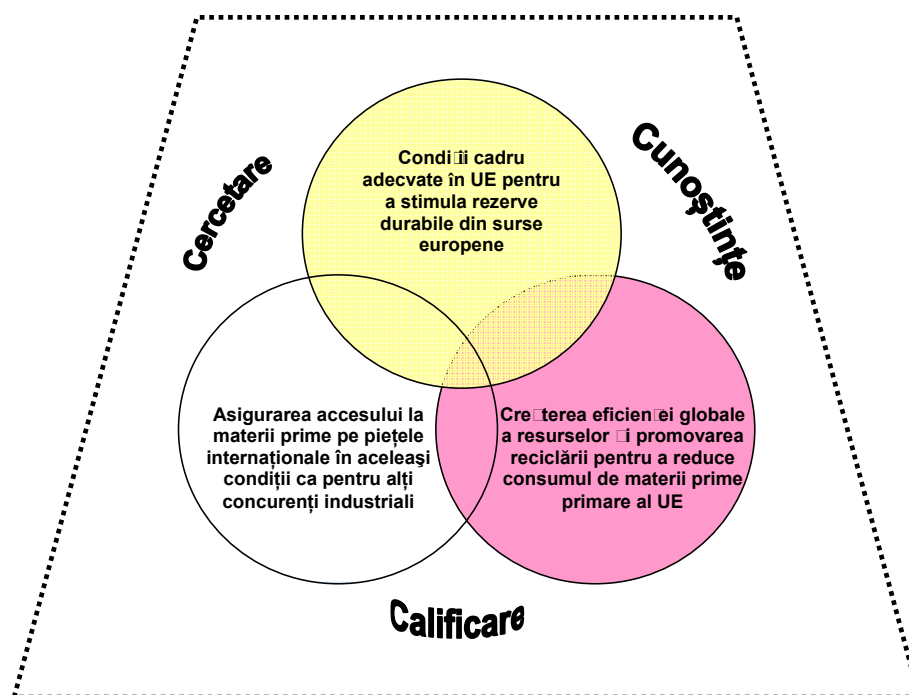 Cercetare
Cunoştinţe
Condi□ii cadru
adecvate în UE pentru
a stimula rezerve
durabile din surse
europene
Asigurarea accesului la
materii prime pe pieţele
internaţionale în aceleaşi
condiţii ca pentru alţi
concurenţi industriali
Cre□terea eficien□ei globale
a resurselor □i promovarea
reciclării pentru a reduce
consumul de materii prime
primare al UE
Calificare